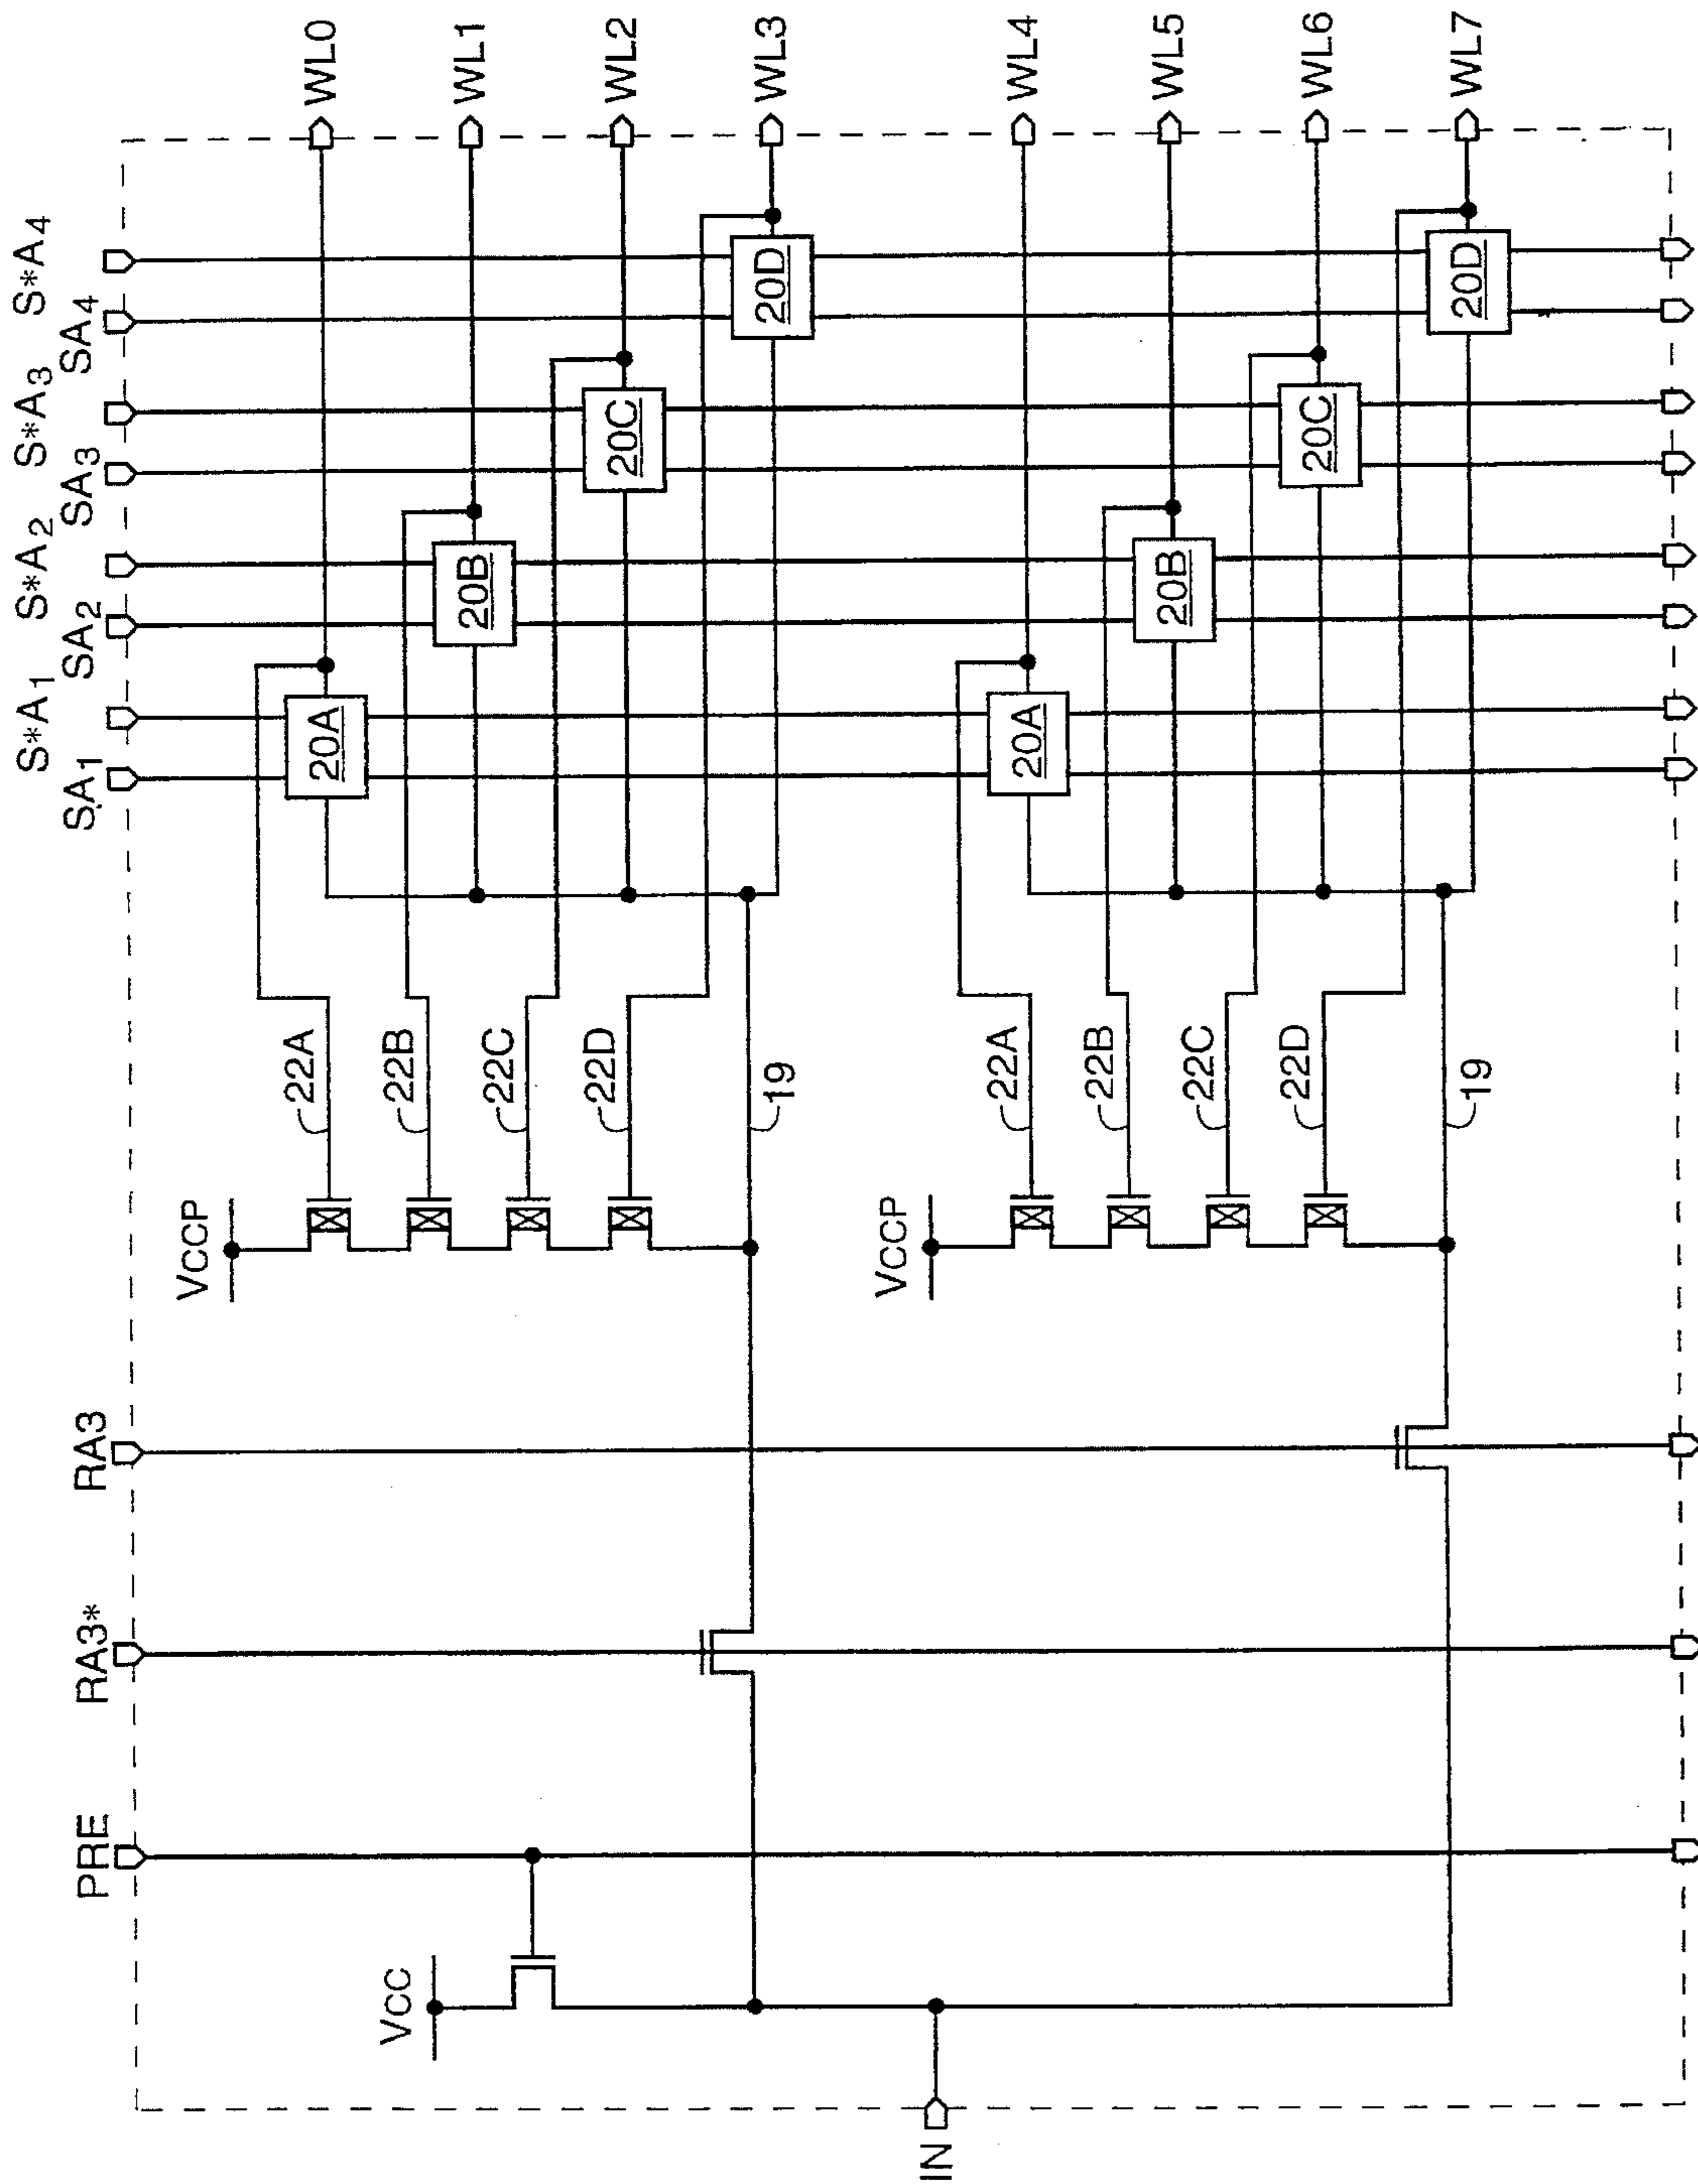 PRE
RA3*
RA3
SA1
S*A1
SA2
S*A2
SA3
S*A3
SA4
S*A4
VCC
VCCP
22A
22B
22C
22D
19
20A
20B
20C
20D
WL0
WL1
WL2
WL3
IN
VCCP
22A
22B
22C
22D
19
20A
20B
20C
20D
WL4
WL5
WL6
WL7